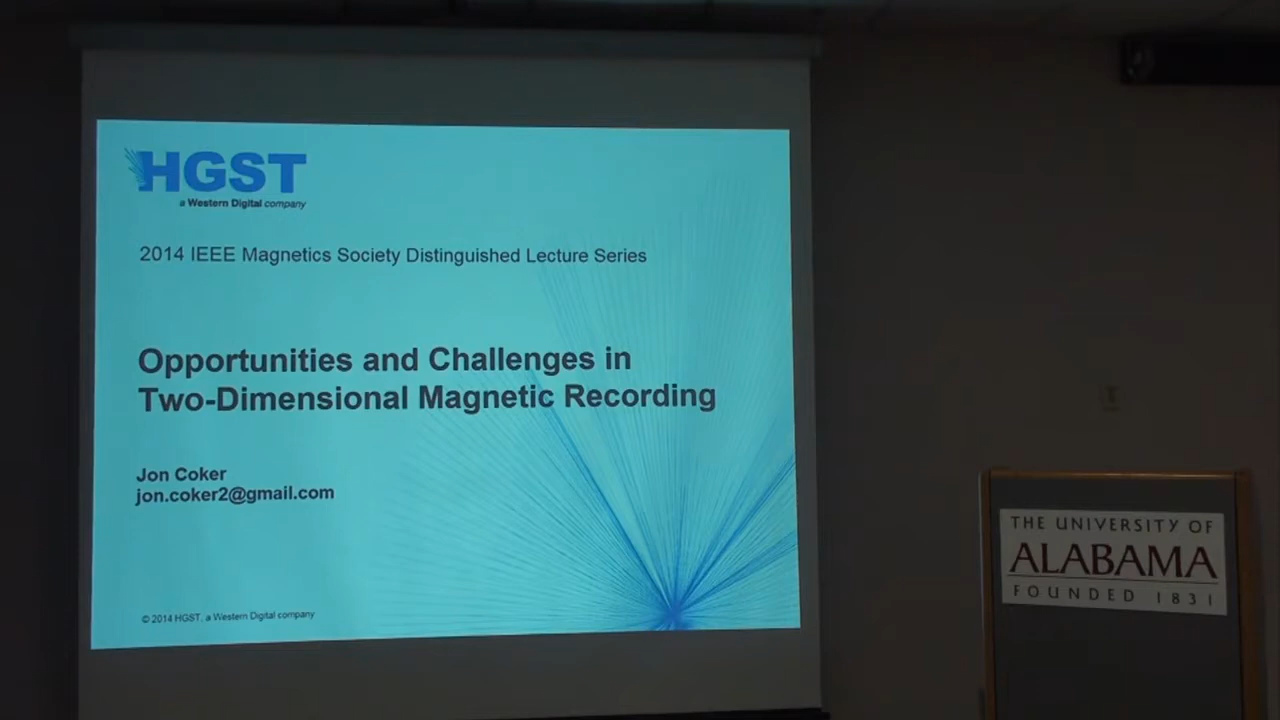 HGST
a Western Digital company
2014 IEEE Magnetics Society Distinguished Lecture Series
Opportunities and Challenges in
Two-Dimensional Magnetic Recording
Jon Coker
jon.coker2@gmail.com
© 2014 HGST, a Western Digital company
THE UNIVERSITY OF
ALABAMA
FOUNDED 1831